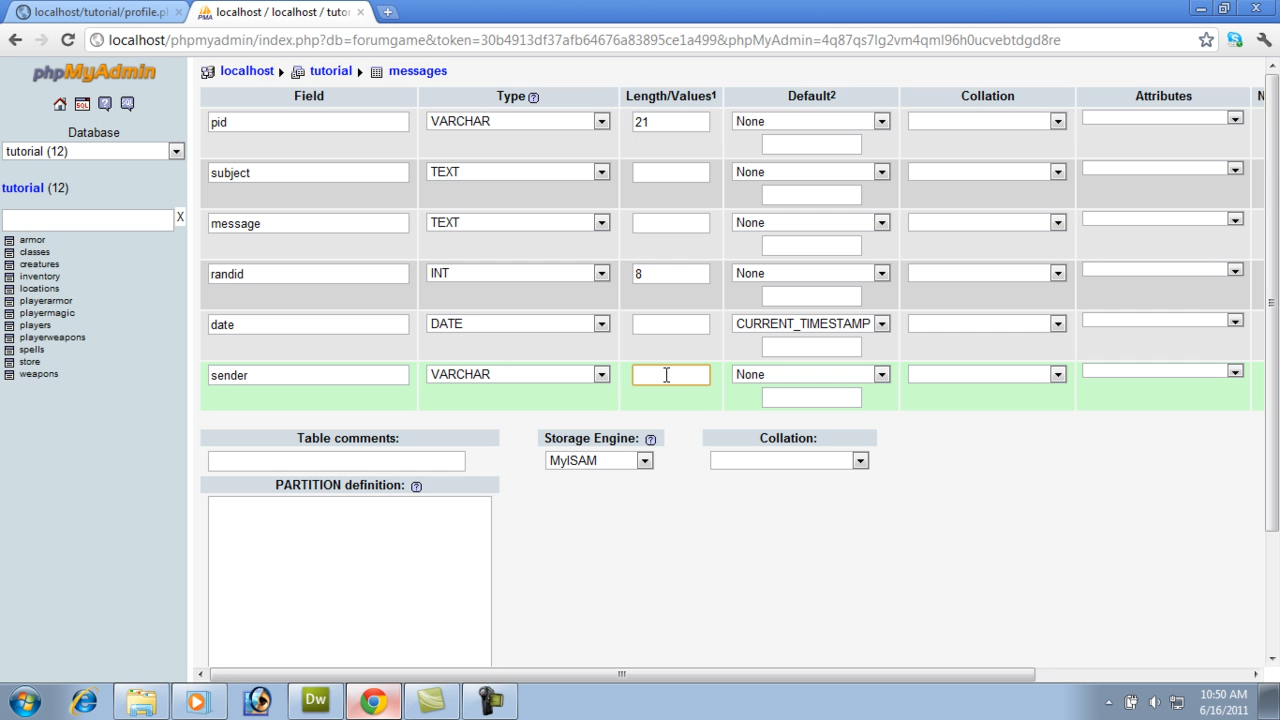 localhost/tutorial/profile.p
localhost / localhost / tutor
localhost/phpmyadmin/index.php?db=forumgame&token=30b4913df37afb64676a83895ce1a499&phpMyAdmin=4q87qs7lg2vm4qml96h0ucvebtdgd8re
phpMyAdmin
localhost
tutorial
messages
SQL
Database
tutorial (12)
tutorial (12)
X
armor
classes
creatures
inventory
locations
playerarmor
playermagic
players
playerweapons
spells
store
weapons
Field Type Length/Values1 Default2 Collation Attributes N
pid VARCHAR 21 None
subject TEXT None
message TEXT None
randid INT 8 None
date DATE CURRENT_TIMESTAMP
sender VARCHAR None
Table comments: Storage Engine: Collation:
MyISAM
PARTITION definition:
Dw
10:50 AM
6/16/2011